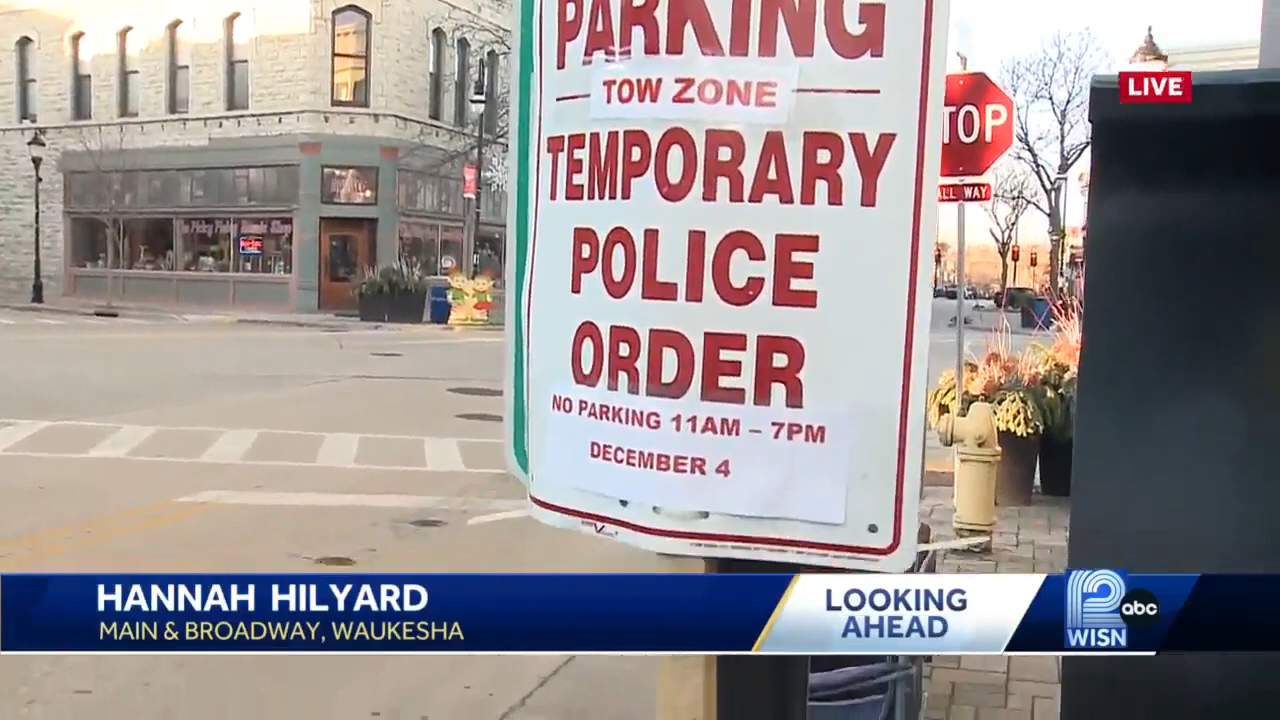 PARKING
TOW ZONE
TEMPORARY
POLICE
ORDER
NO PARKING 11AM – 7PM
DECEMBER 4
TOP
ALL WAY
LIVE
HANNAH HILYARD
MAIN & BROADWAY, WAUKESHA
LOOKING
AHEAD
12
abc
WISN